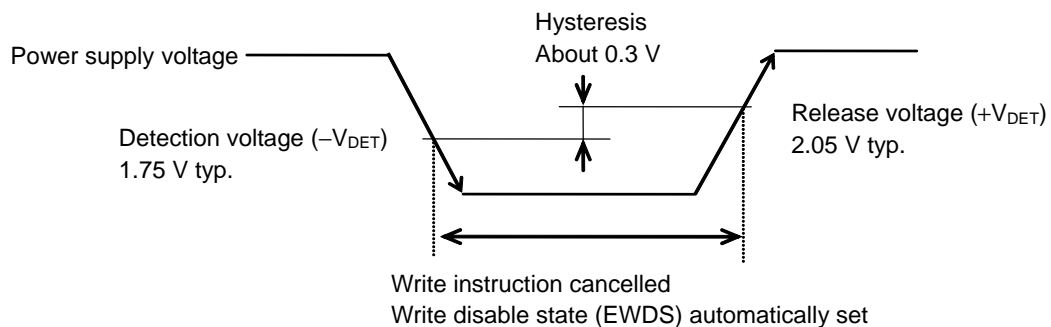 Hysteresis
About 0.3 V
Power supply voltage
Release voltage (+VDET)
2.05 V typ.
Detection voltage (−VDET)
1.75 V typ.
Write instruction cancelled
Write disable state (EWDS) automatically set